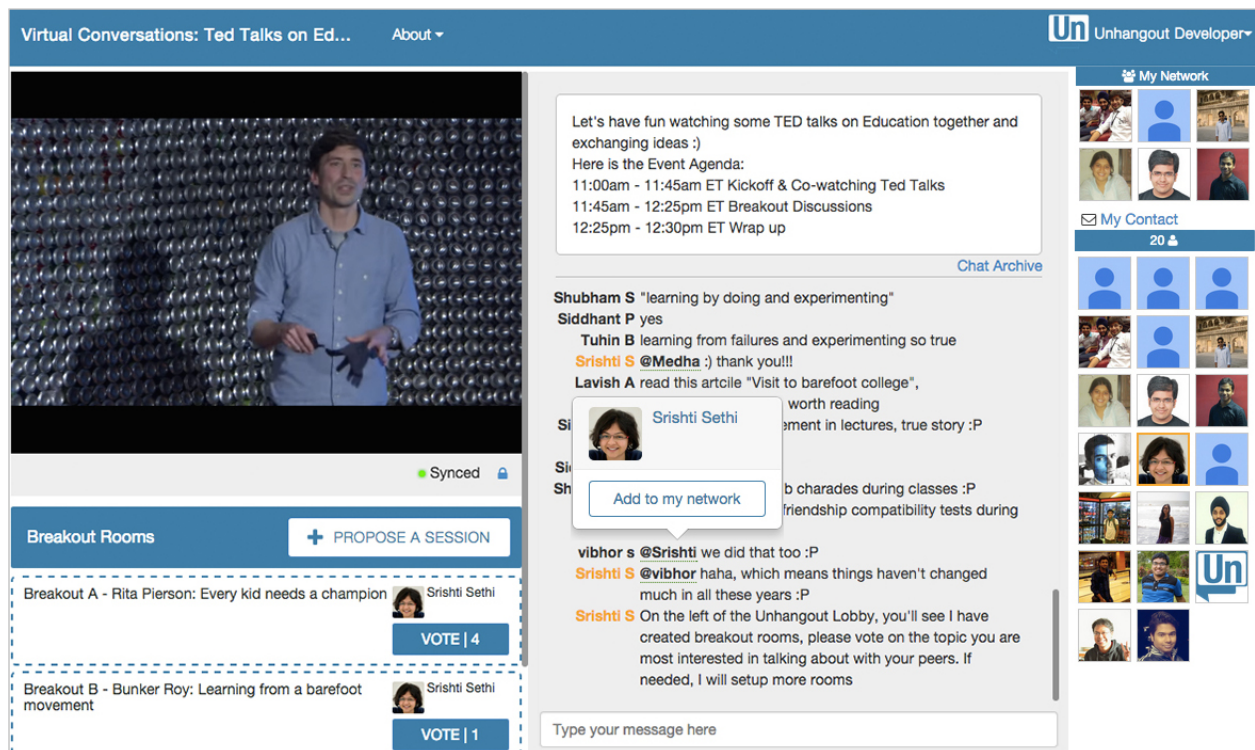 Virtual Conversations: Ted Talks on Ed...
About
Un
Unhangout Developer
Synced
Breakout Rooms
PROPOSE A SESSION
Breakout A - Rita Pierson: Every kid needs a champion
Srishti Sethi
VOTE | 4
Breakout B - Bunker Roy: Learning from a barefoot
movement
Srishti Sethi
VOTE | 1
Let's have fun watching some TED talks on Education together and
exchanging ideas :)
Here is the Event Agenda:
11:00am - 11:45am ET Kickoff & Co-watching Ted Talks
11:45am - 12:25pm ET Breakout Discussions
12:25pm - 12:30pm ET Wrap up
Chat Archive
Shubham S "learning by doing and experimenting"
Siddhant P yes
Tuhin B learning from failures and experimenting so true
Srishti S @Medha :) thank you!!!
Lavish A read this artcile "Visit to barefoot college",
worth reading
Si ement in lectures, true story :P
Si
Sh b charades during classes :P
friendship compatibility tests during
Srishti Sethi
Add to my network
vibhor s @Srishti we did that too :P
Srishti S @vibhor haha, which means things haven't changed
much in all these years :P
Srishti S On the left of the Unhangout Lobby, you'll see I have
created breakout rooms, please vote on the topic you are
most interested in talking about with your peers. If
needed, I will setup more rooms
Type your message here
My Network
My Contact
20
Un